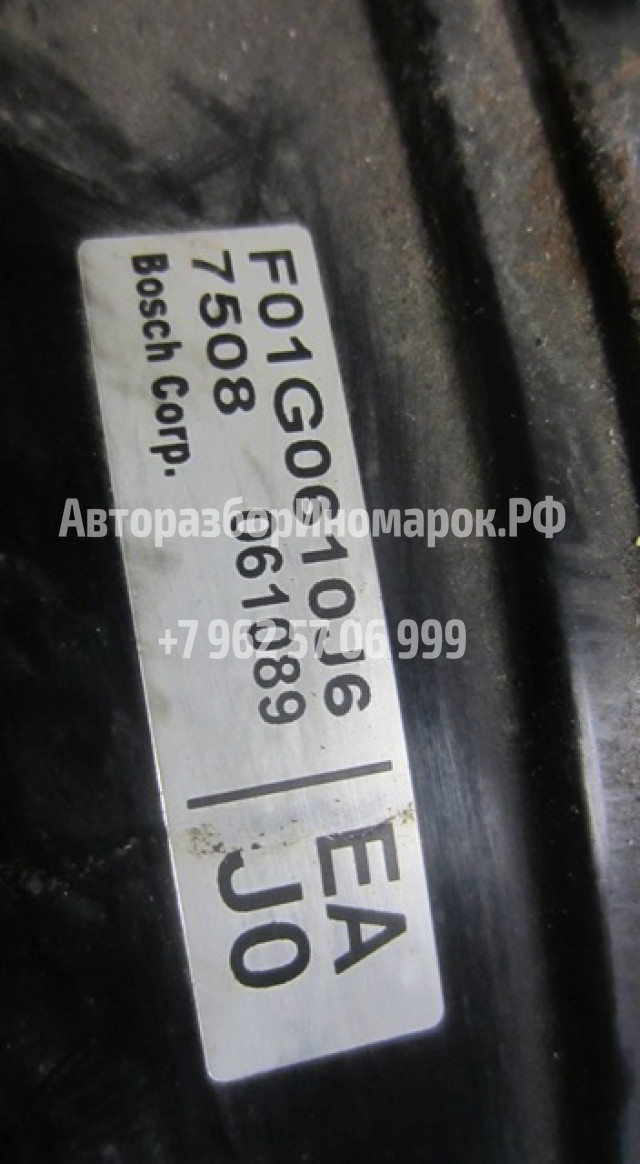 F01G0610J6
7508 061089
Bosch Corp.
EA
J0
АвторазборИномарок.РФ
+7 962 57 06 999